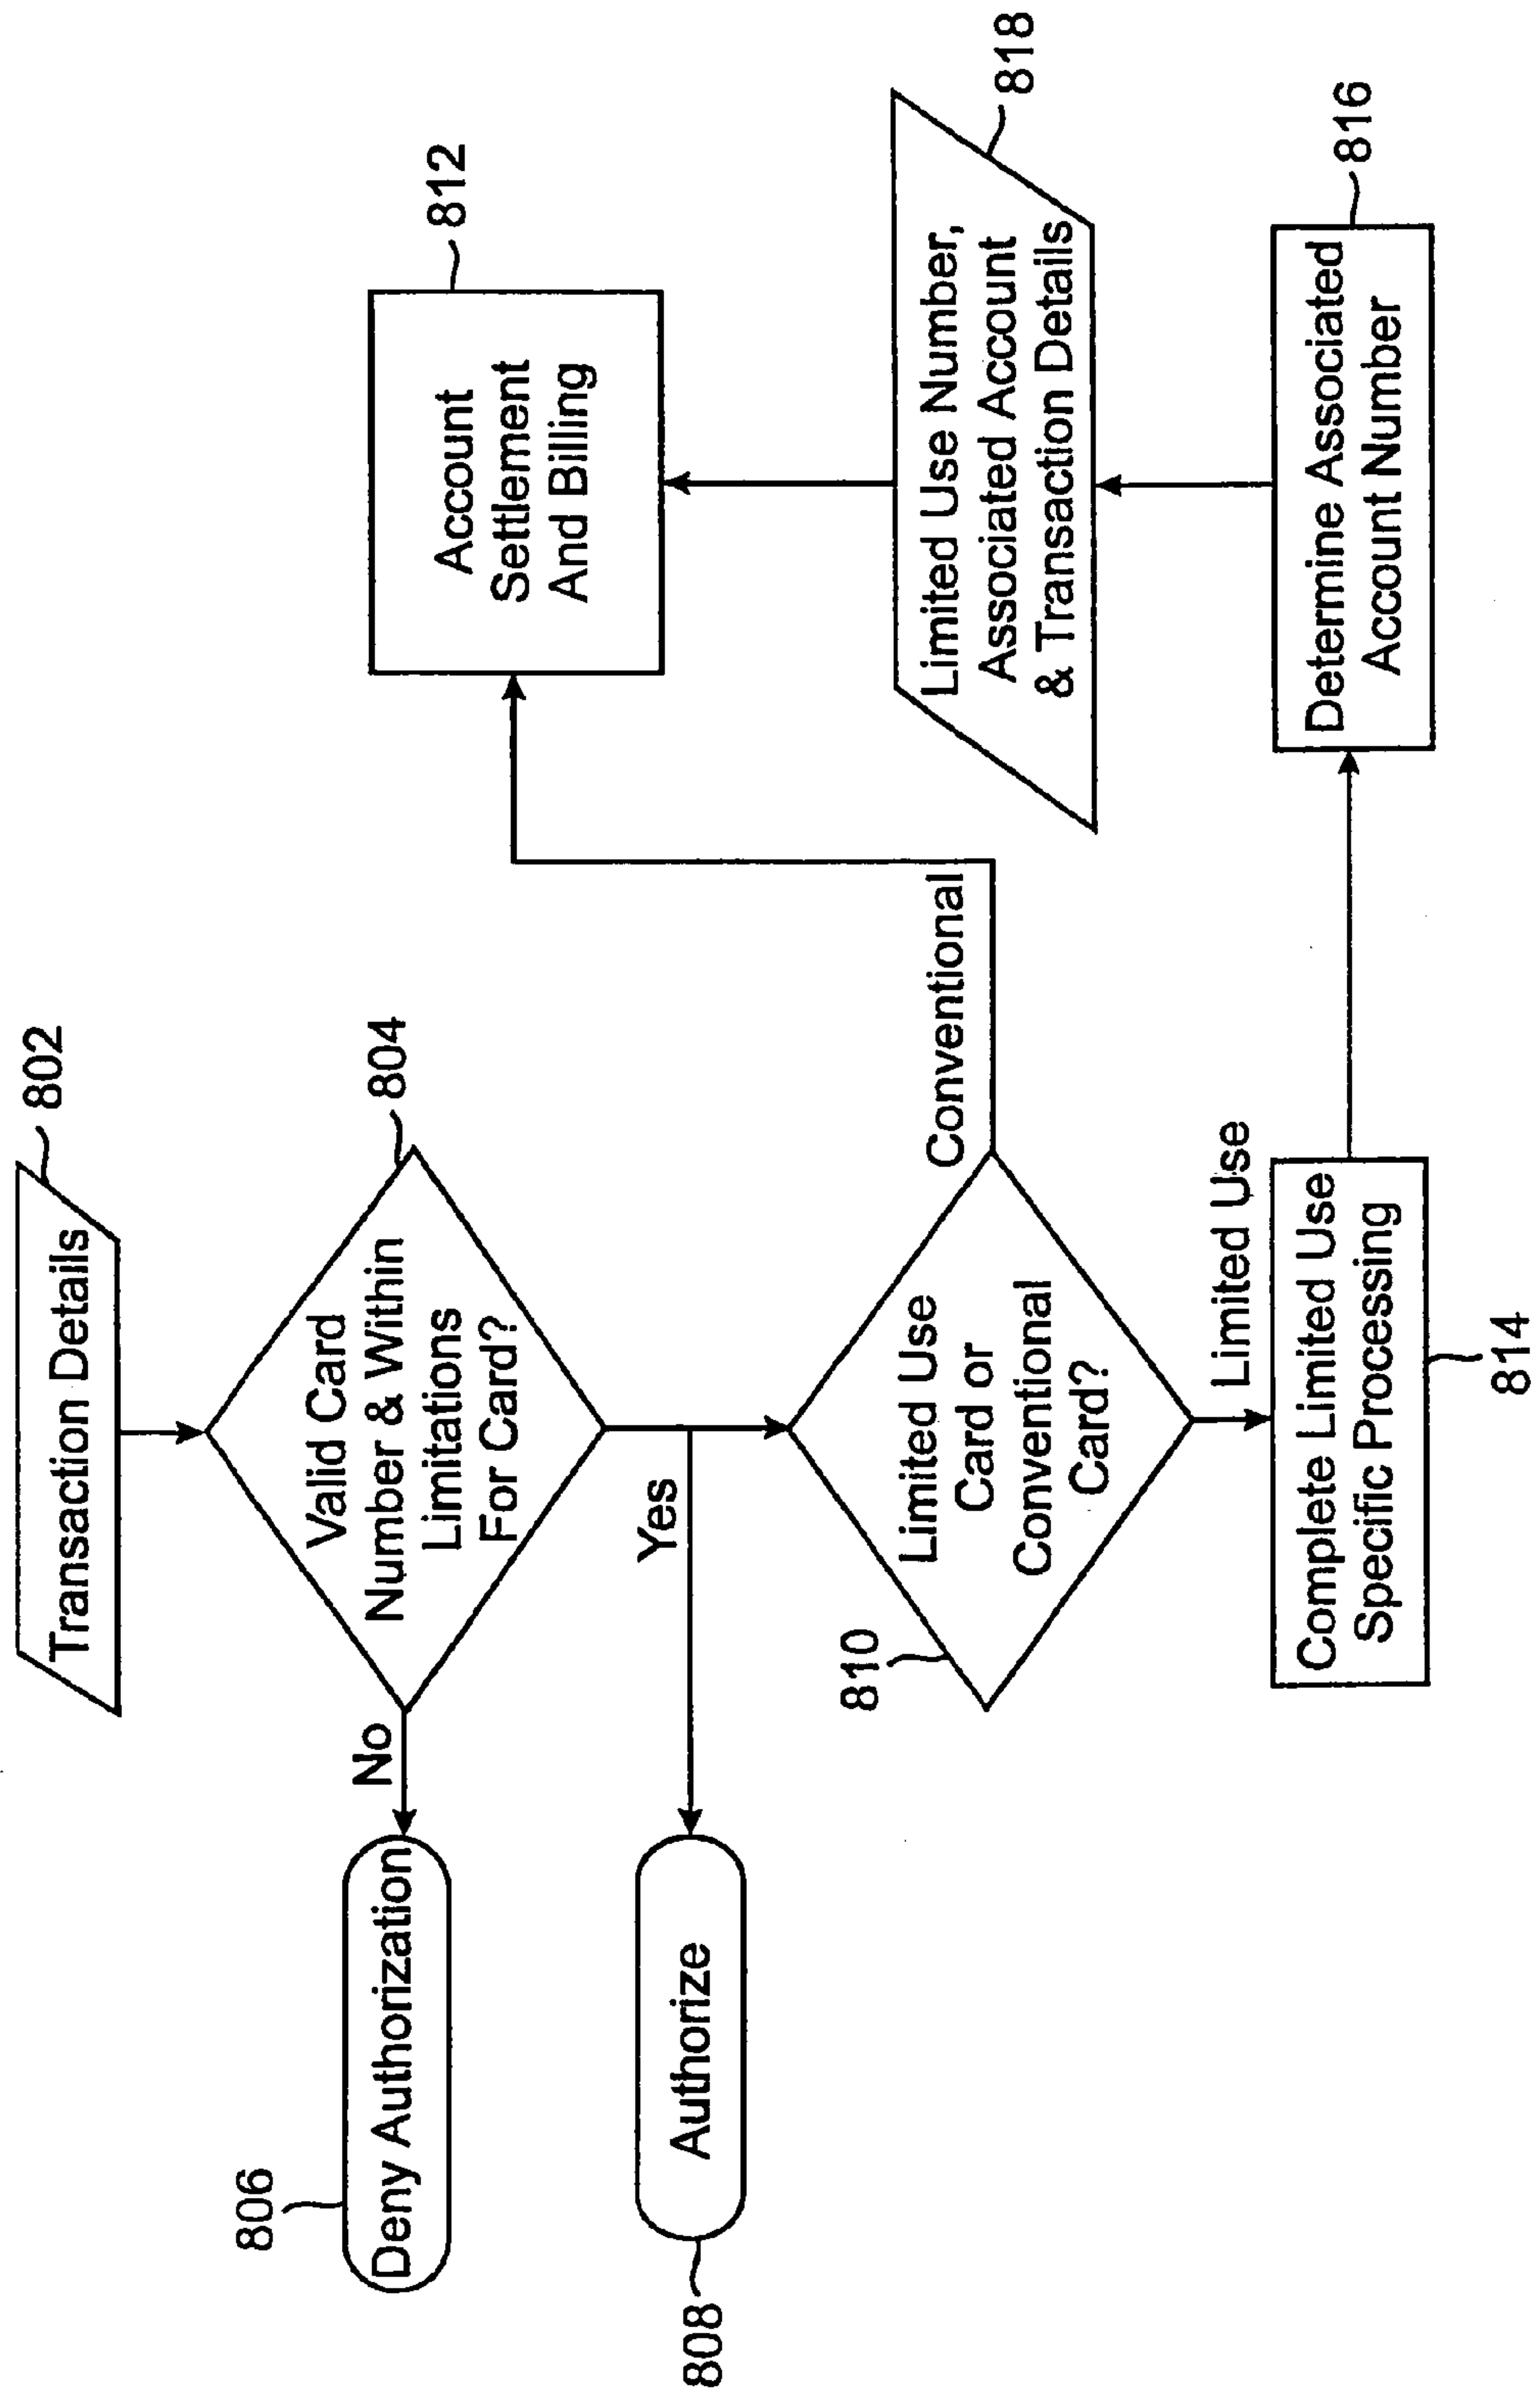 802
Transaction Details
804
Valid Card
Number & Within
Limitations
For Card?
No
806
Deny Authorization
Yes
Authorize
808
810
Limited Use
Card or
Conventional
Card?
Conventional
812
Account
Settlement
And Billing
Limited Use
Complete Limited Use
Specific Processing
814
816
Determine Associated
Account Number
818
Limited Use Number,
Associated Account
& Transaction Details